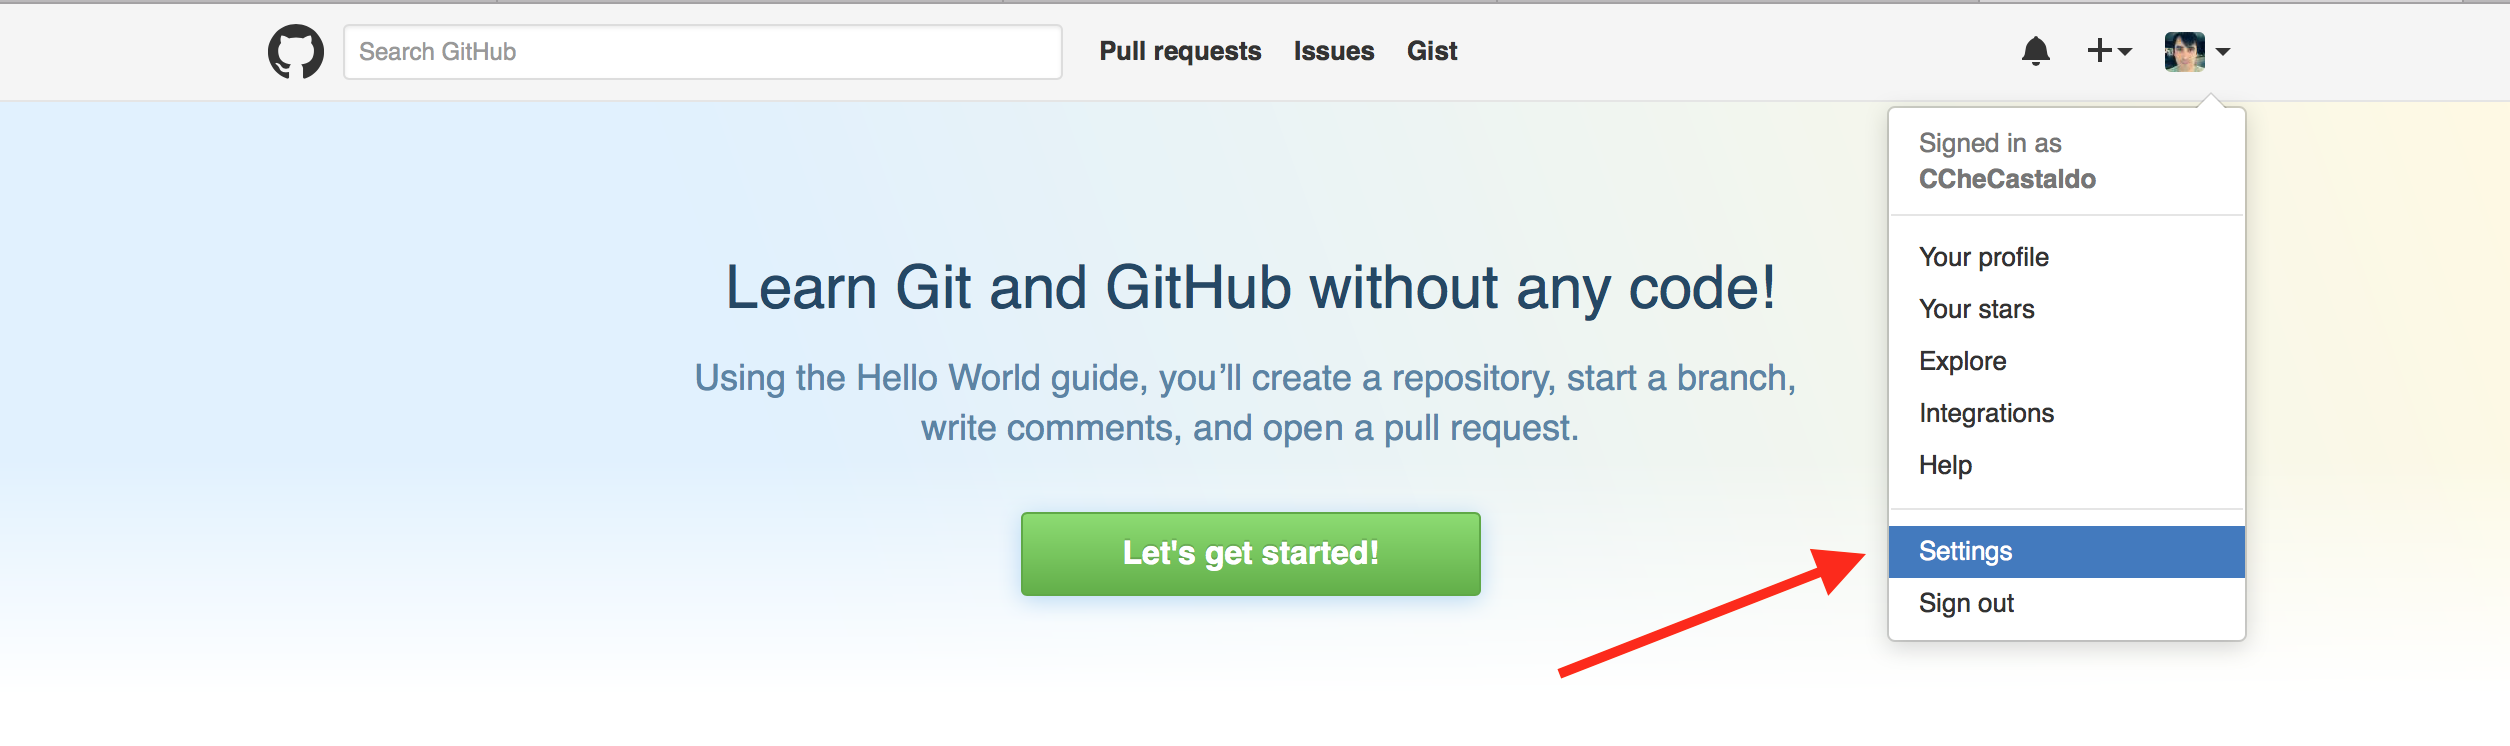 Search GitHub
Pull requests
Issues
Gist
Signed in as
CCheCastaldo
Your profile
Your stars
Explore
Integrations
Help
Settings
Sign out
Learn Git and GitHub without any code!
Using the Hello World guide, you’ll create a repository, start a branch,
write comments, and open a pull request.
Let's get started!